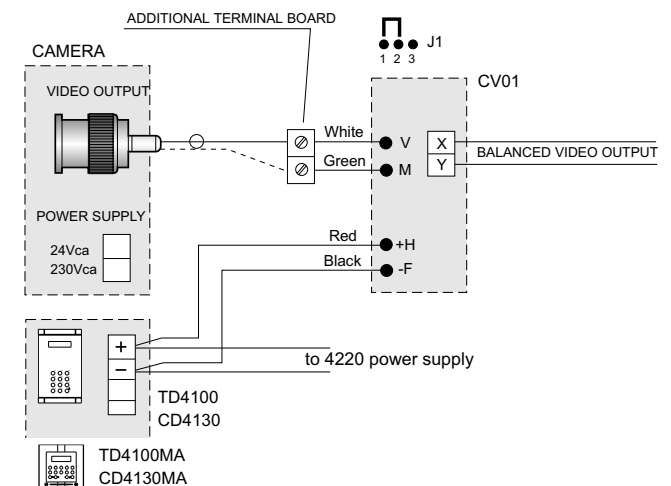 ADDITIONAL TERMINAL BOARD
J1
1 2 3
CAMERA
CV01
VIDEO OUTPUT
White
V
X
Green
M
Y
BALANCED VIDEO OUTPUT
POWER SUPPLY
24Vca
230Vca
Red
+H
Black
-F
+
−
to 4220 power supply
TD4100
CD4130
TD4100MA
CD4130MA